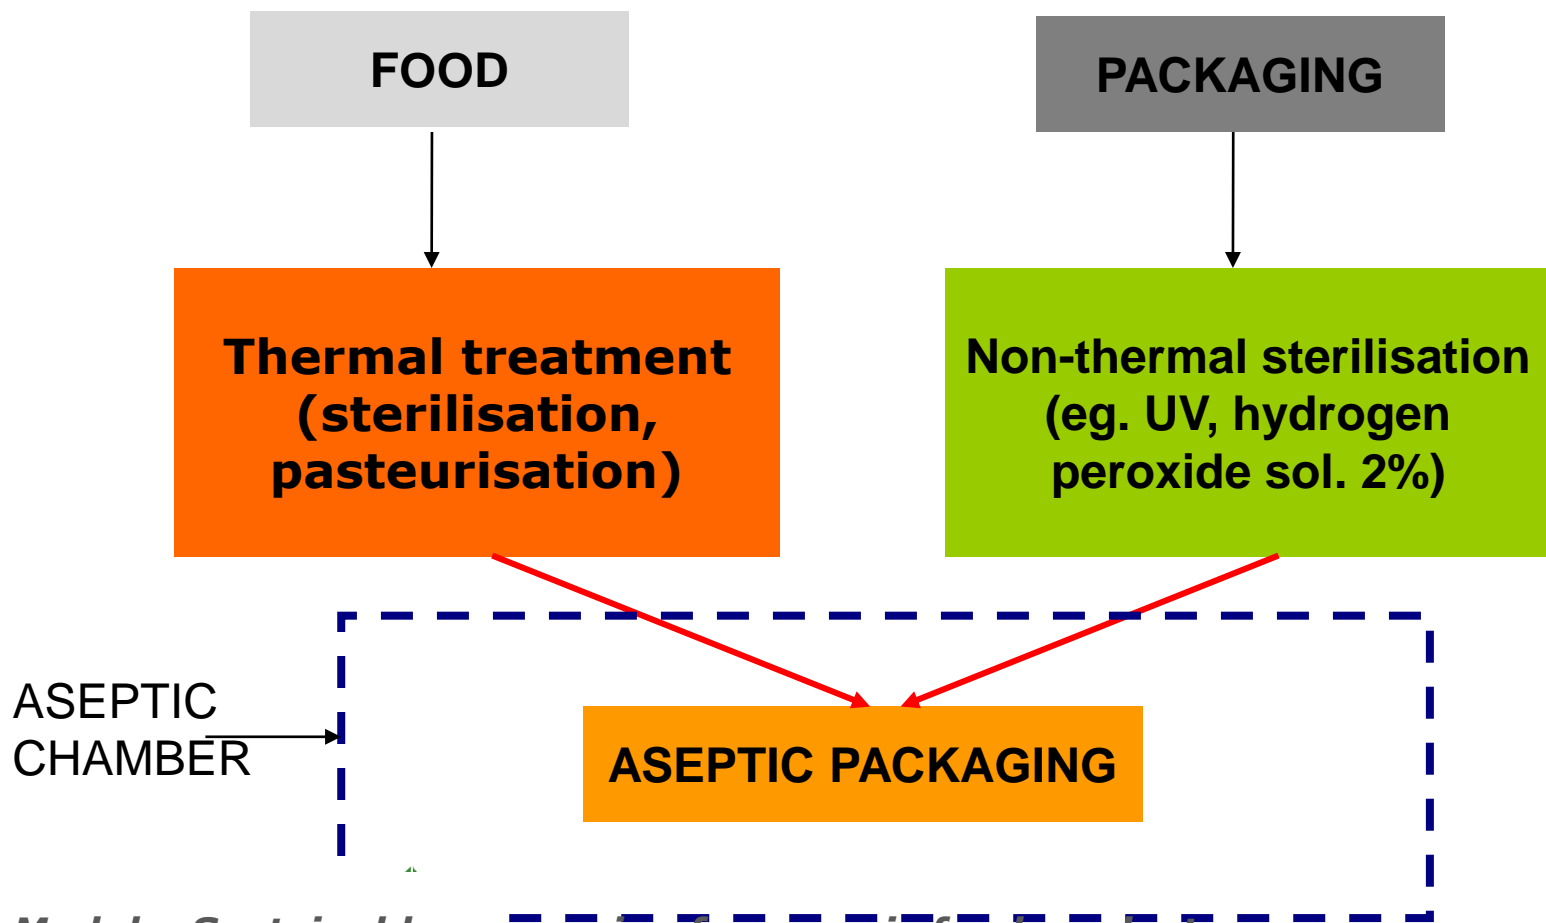 FOOD
PACKAGING
Thermal treatment
(sterilisation,
pasteurisation)
Non-thermal sterilisation
(eg. UV, hydrogen
peroxide sol. 2%)
ASEPTIC
CHAMBER
ASEPTIC PACKAGING